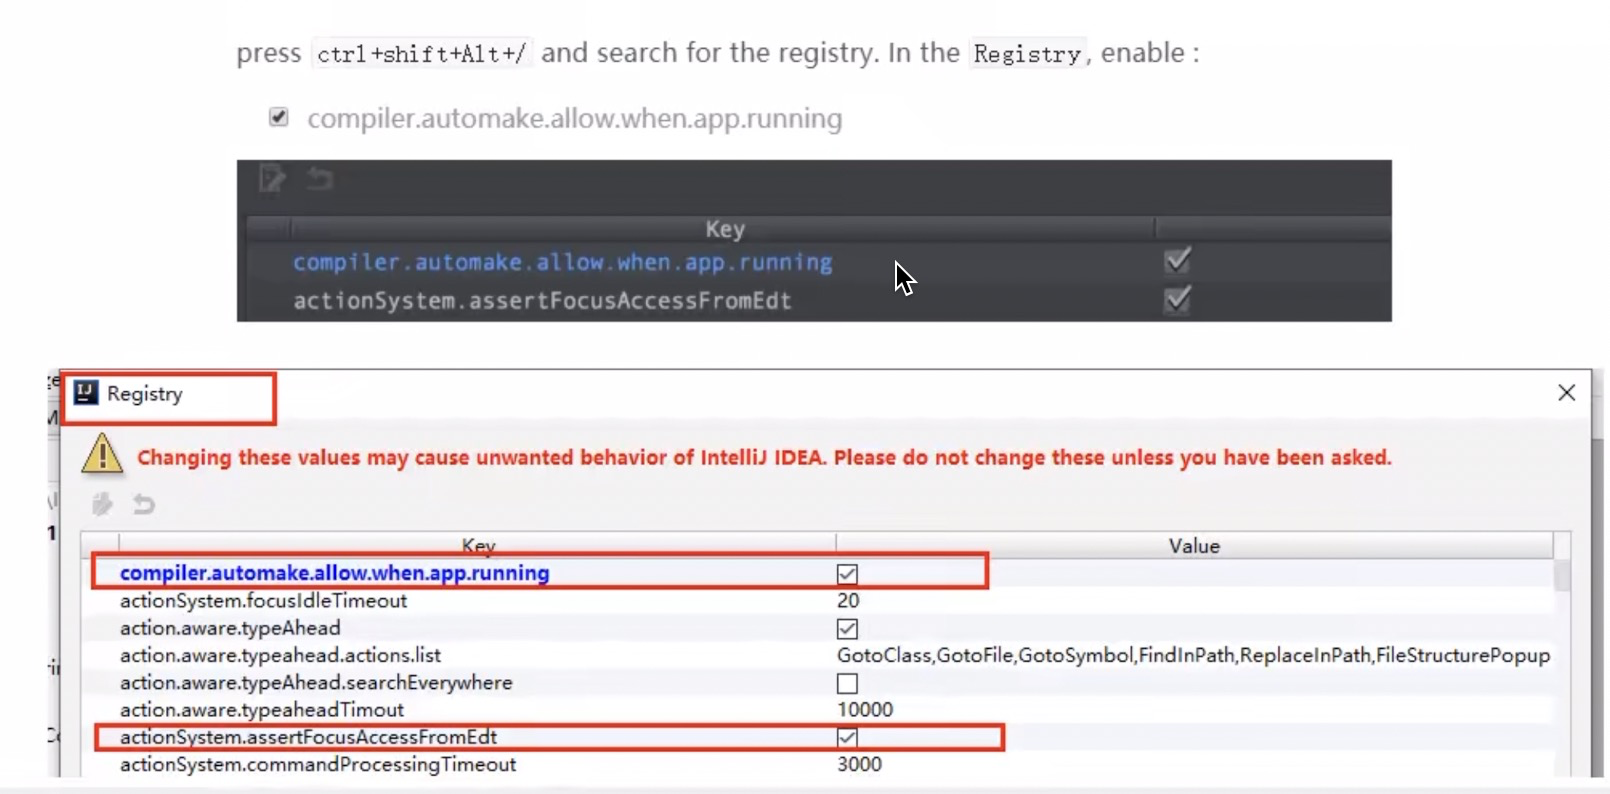 press ctrl+shift+Alt+/ and search for the registry. In the Registry, enable :
compiler.automake.allow.when.app.running
Key
compiler.automake.allow.when.app.running
actionSystem.assertFocusAccessFromEdt
Registry
Changing these values may cause unwanted behavior of IntelliJ IDEA. Please do not change these unless you have been asked.
Key Value
compiler.automake.allow.when.app.running
actionSystem.focusIdleTimeout 20
action.aware.typeAhead
action.aware.typeahead.actions.list GotoClass,GotoFile,GotoSymbol,FindInPath,ReplaceInPath,FileStructurePopup
action.aware.typeAhead.searchEverywhere
action.aware.typeaheadTimout 10000
actionSystem.assertFocusAccessFromEdt
actionSystem.commandProcessingTimeout 3000